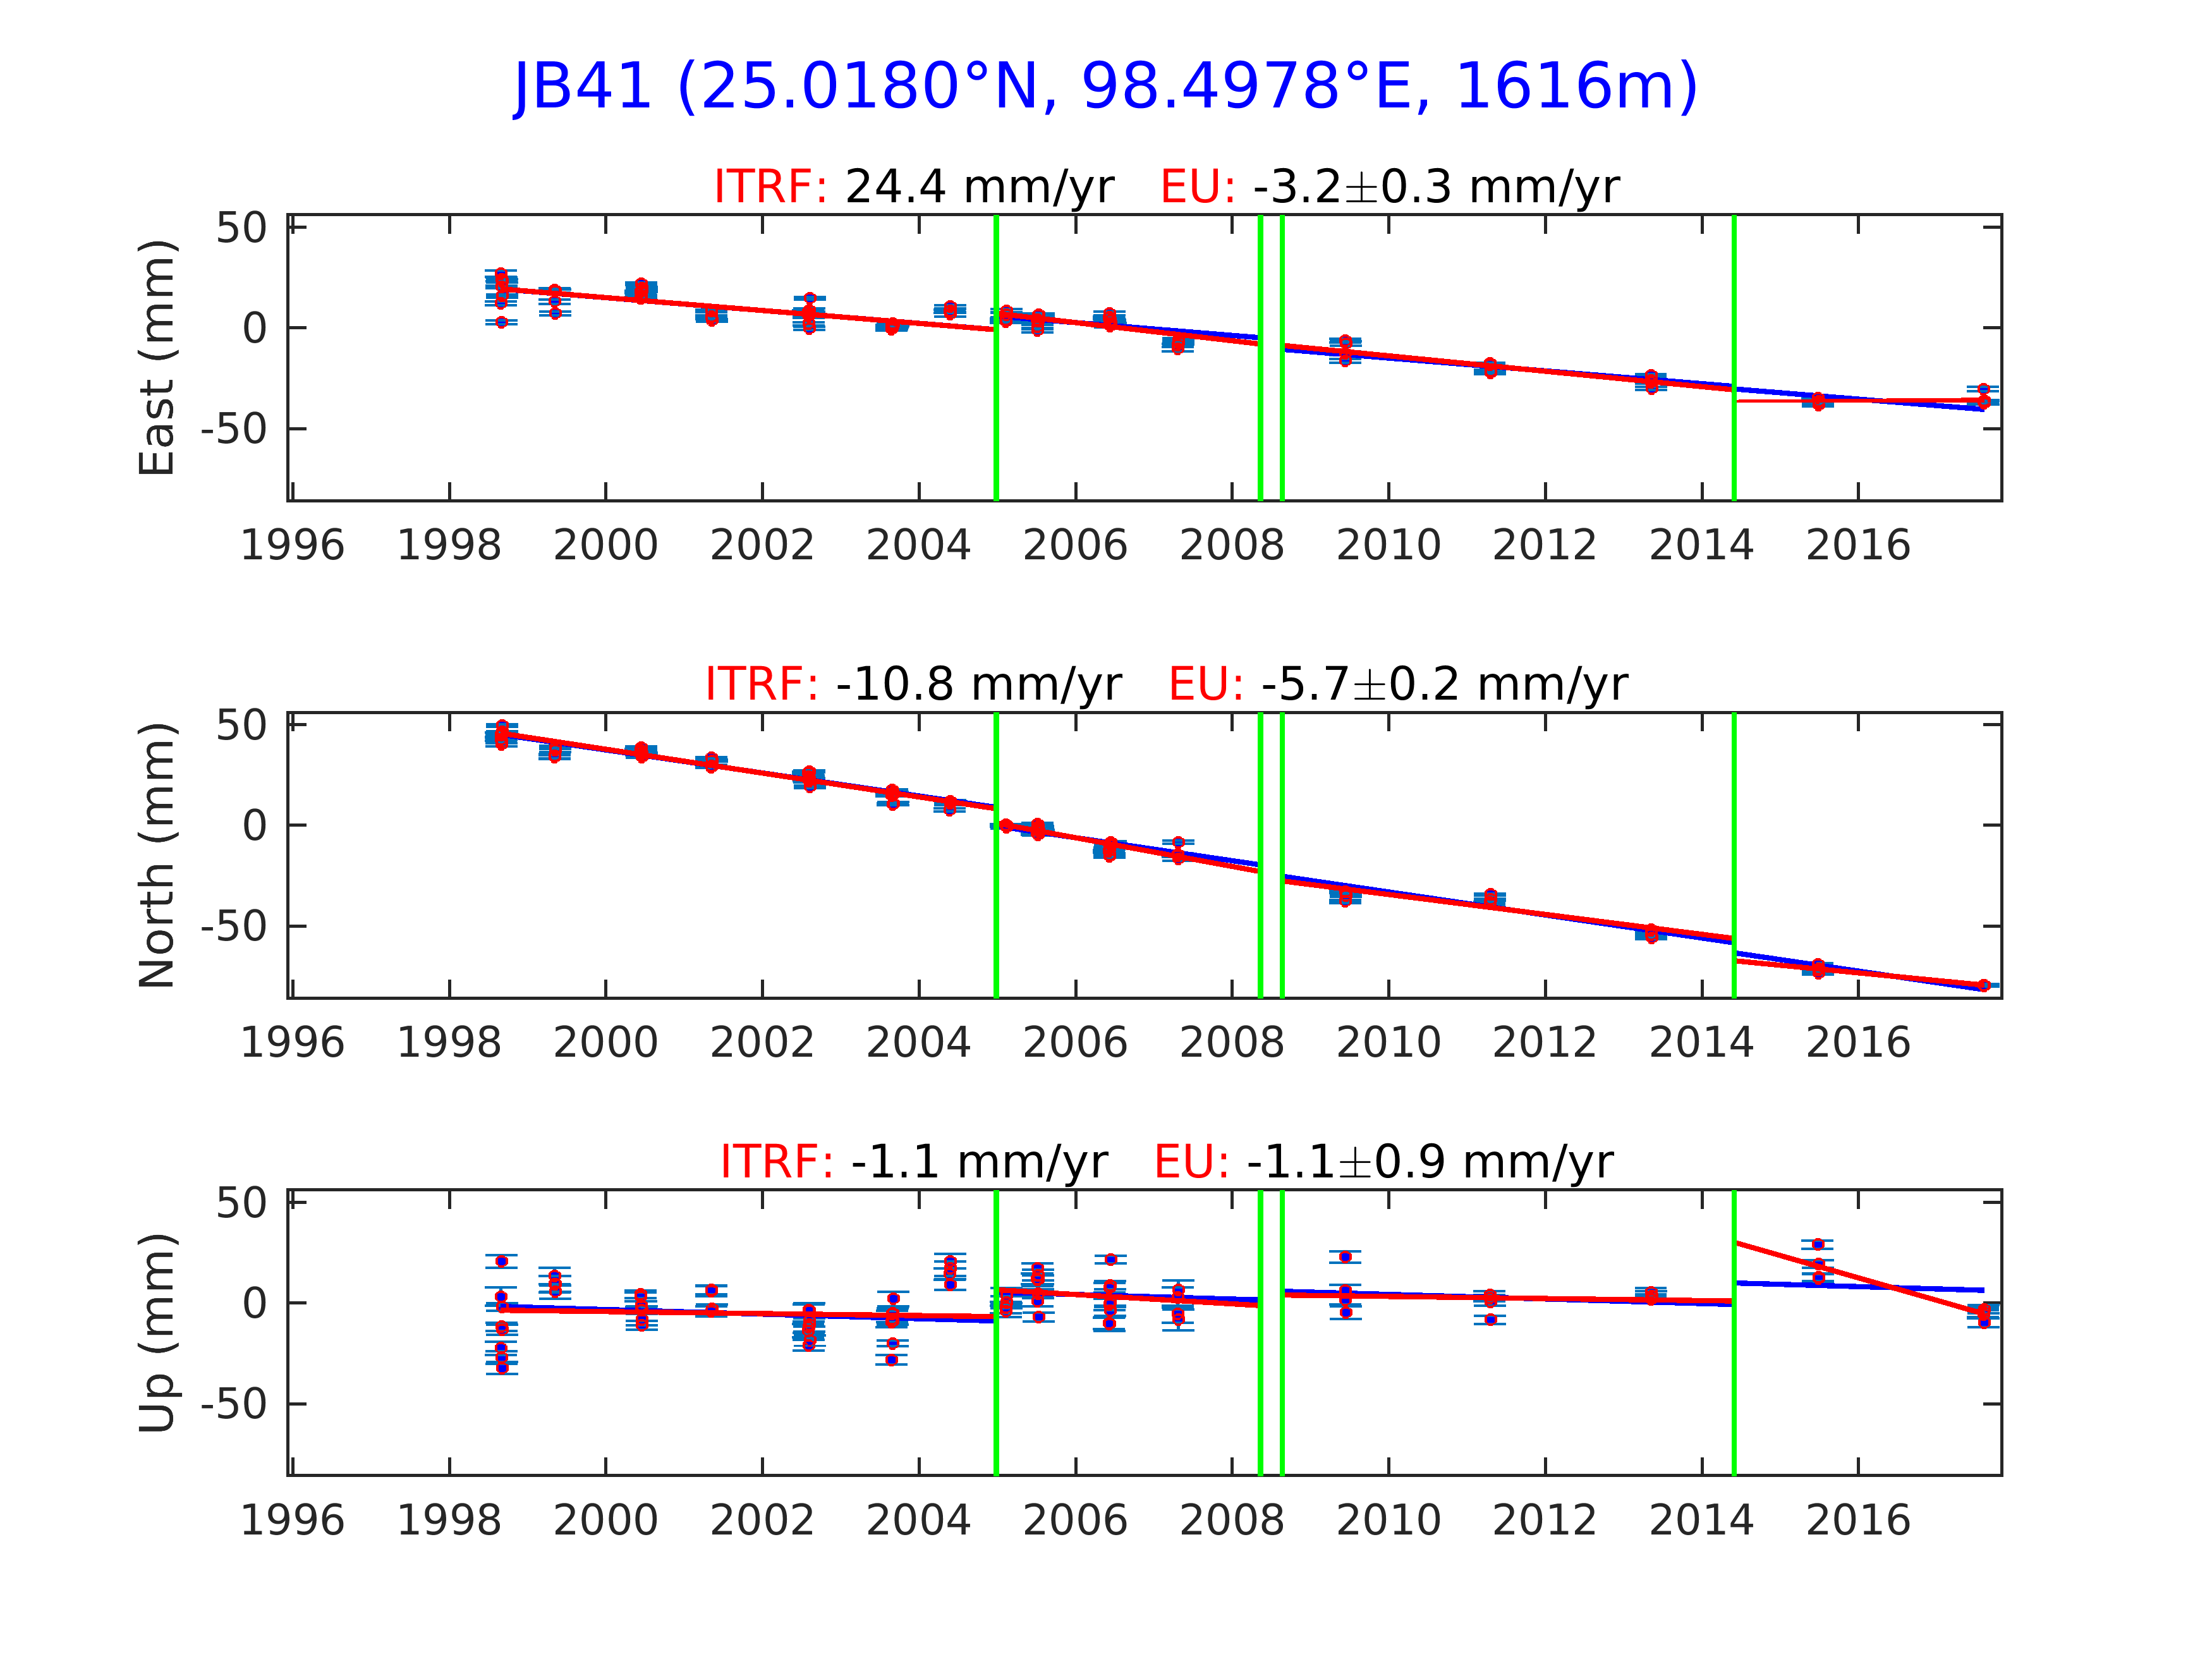 JB41 (25.0180°N, 98.4978°E, 1616m)
ITRF: 24.4 mm/yr EU: -3.2±0.3 mm/yr
East (mm)
50
0
-50
1996 1998 2000 2002 2004 2006 2008 2010 2012 2014 2016
ITRF: -10.8 mm/yr EU: -5.7±0.2 mm/yr
North (mm)
50
0
-50
1996 1998 2000 2002 2004 2006 2008 2010 2012 2014 2016
ITRF: -1.1 mm/yr EU: -1.1±0.9 mm/yr
Up (mm)
50
0
-50
1996 1998 2000 2002 2004 2006 2008 2010 2012 2014 2016